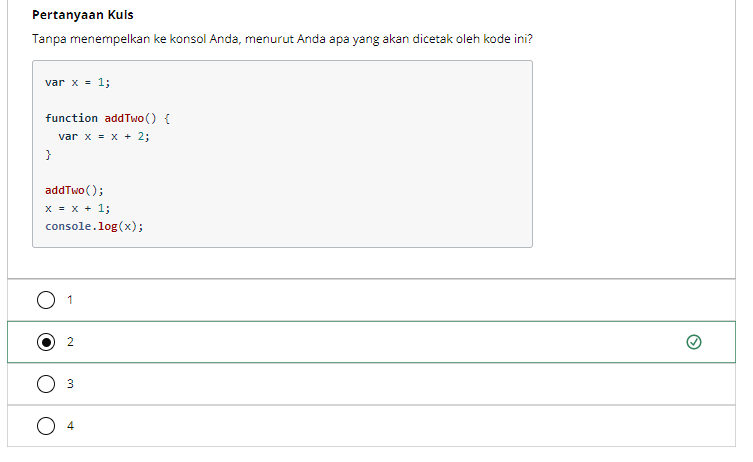 Pertanyaan Kuis
Tanpa menempelkan ke konsol Anda, menurut Anda apa yang akan dicetak oleh kode ini?
var x = 1;
function addTwo() {
var x = x + 2;
}
addTwo();
x = x + 1;
console.log(x);
1
2
3
4